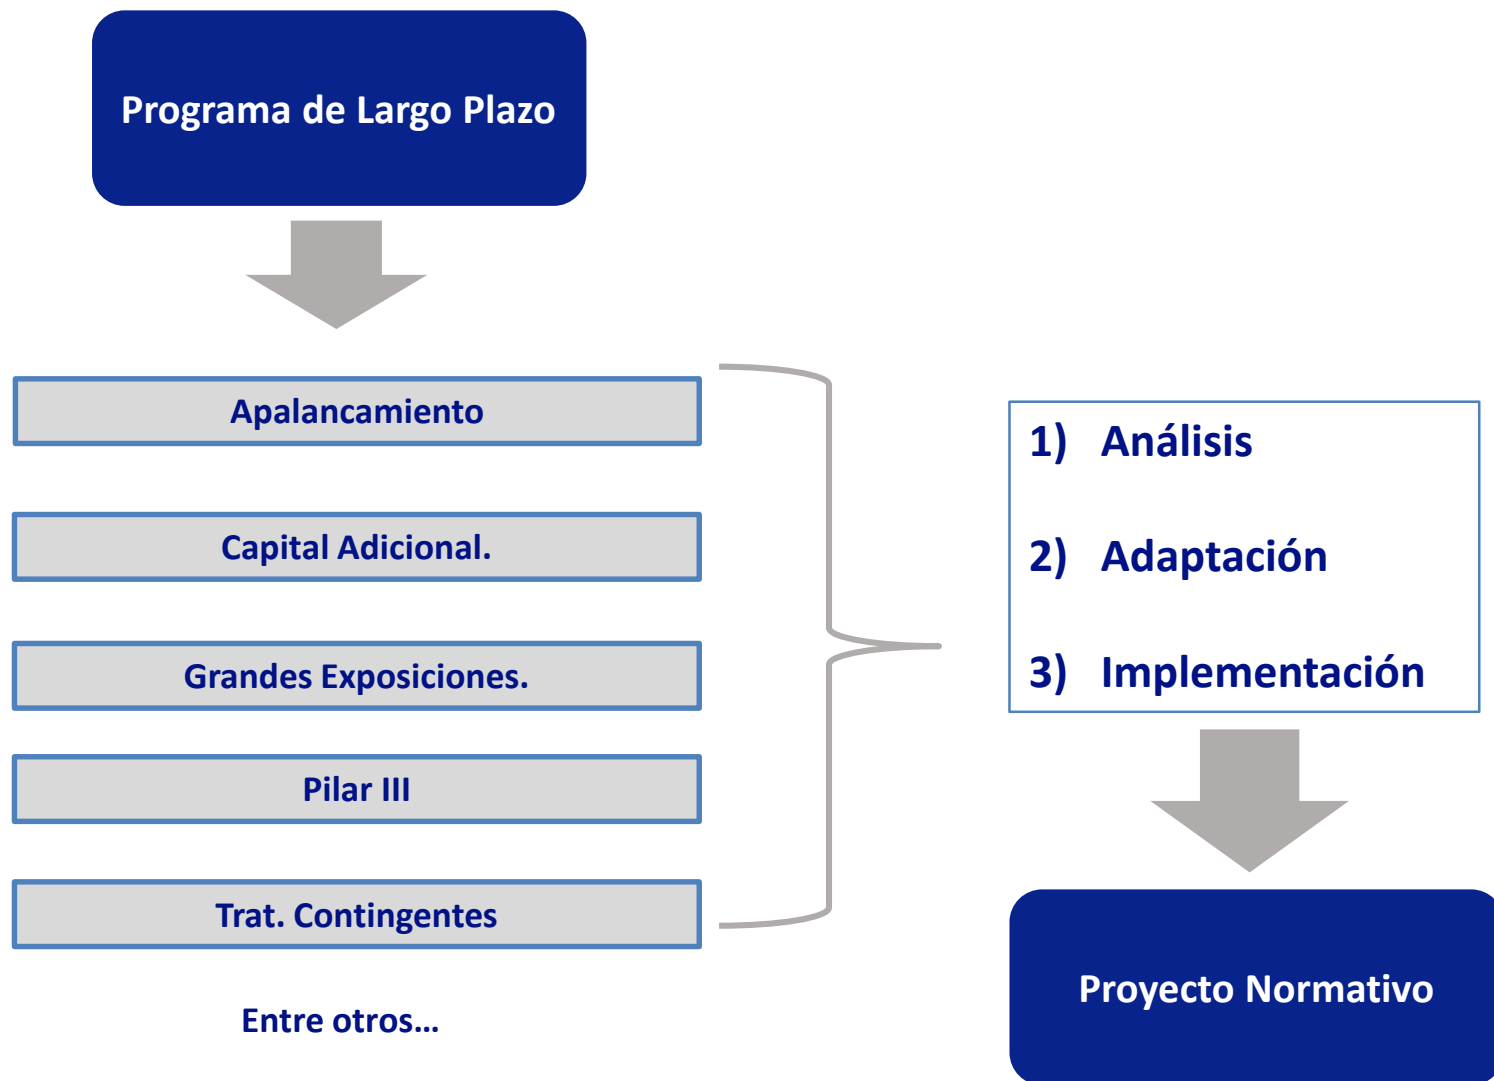 Programa de Largo Plazo
Apalancamiento
Capital Adicional.
Grandes Exposiciones.
Pilar III
Trat. Contingentes
Entre otros...
1) Análisis
2) Adaptación
3) Implementación
Proyecto Normativo